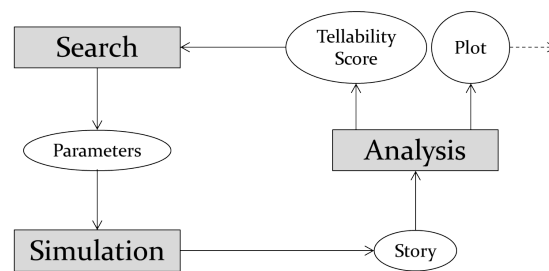 Search
Tellability
Score
Plot
Parameters
Analysis
Simulation
Story